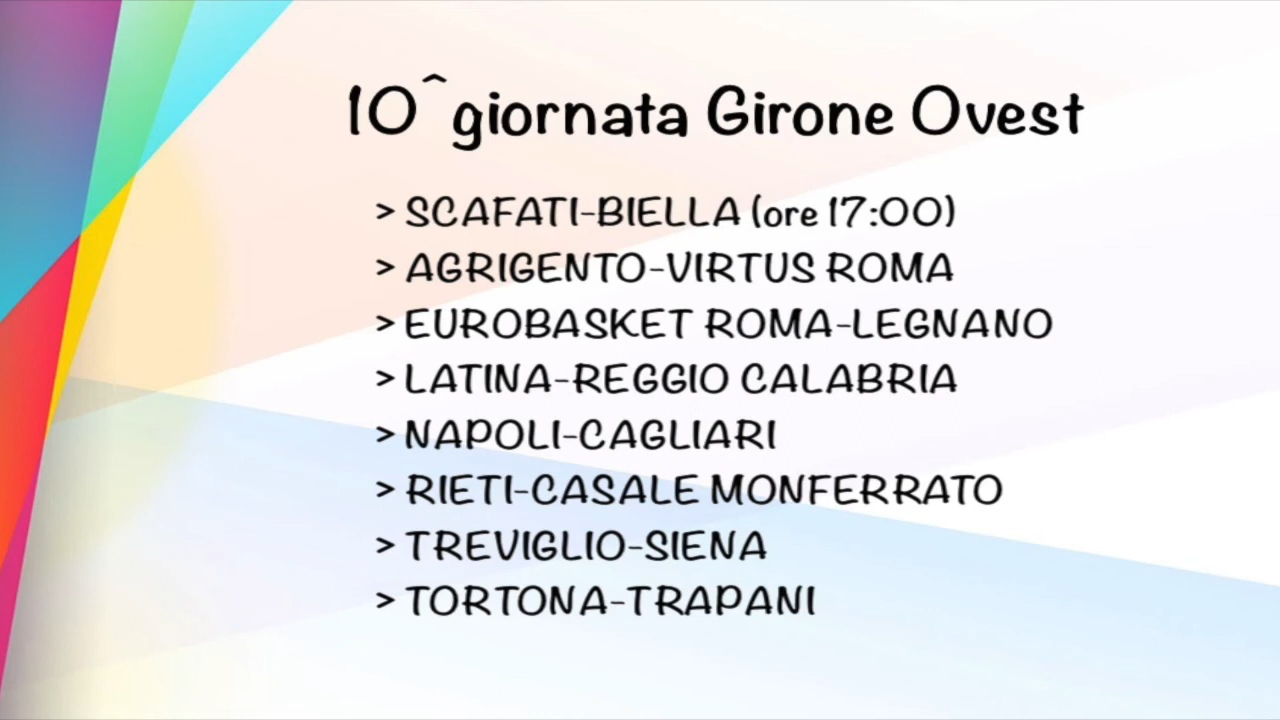 10^ giornata Girone Ovest
> SCAFATI-BIELLA (ore 17:00)
> AGRIGENTO-VIRTUS ROMA
> EUROBASKET ROMA-LEGNANO
> LATINA-REGGIO CALABRIA
> NAPOLI-CAGLIARI
> RIETI-CASALE MONFERRATO
> TREVIGLIO-SIENA
> TORTONA-TRAPANI